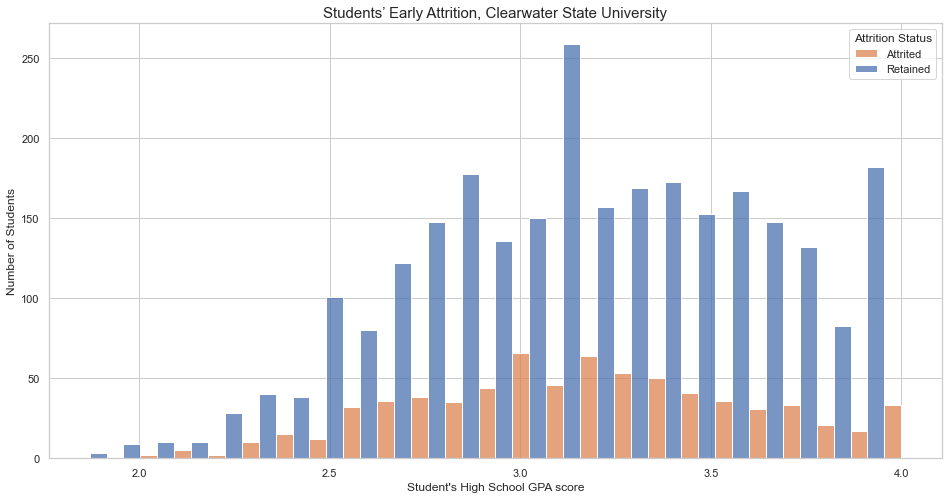 Students’ Early Attrition, Clearwater State University
Attrition Status
Attrited
Retained
Number of Students
250
200
150
100
50
0
2.0
2.5
3.0
3.5
4.0
Student's High School GPA score